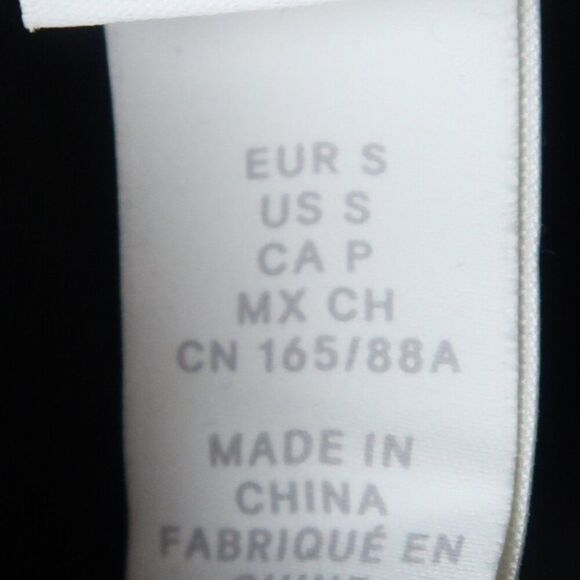 EUR S
US S
CA P
MX CH
CN 165/88A
MADE IN
CHINA
FABRIQUÉ EN